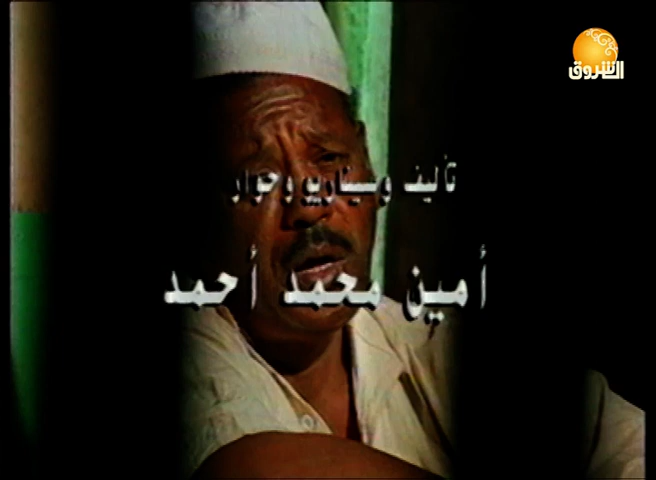 الشروق
تأليف وسيناريو وحوار
أمين محمد أحمد